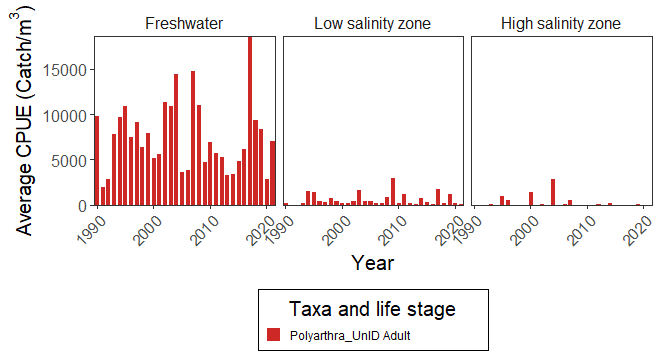 Freshwater Low salinity zone High salinity zone
Average CPUE (Catch/m³)
15000
10000
5000
0
1990 2000 2010 2020 1990 2000 2010 2020 1990 2000 2010 2020
Year
Taxa and life stage
Polyarthra_UnID Adult